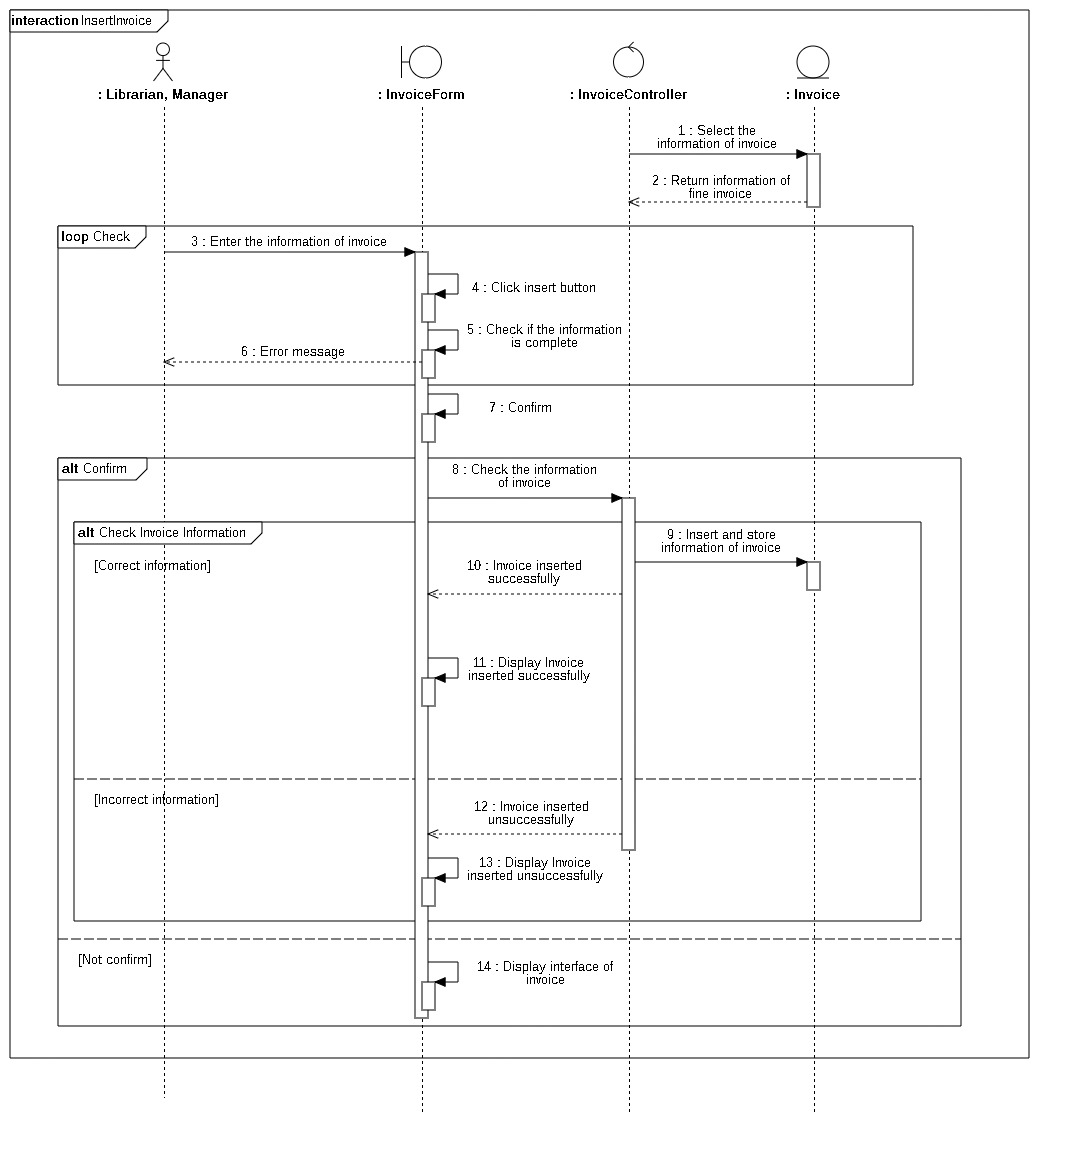 interaction InsertInvoice
: Librarian, Manager
: InvoiceForm
: InvoiceController
: Invoice
1 : Select the
information of invoice
2 : Return information of
fine invoice
loop Check
3 : Enter the information of invoice
4 : Click insert button
5 : Check if the information
is complete
6 : Error message
7 : Confirm
alt Confirm
8 : Check the information
of invoice
alt Check Invoice Information
9 : Insert and store
information of invoice
[Correct information]
10 : Invoice inserted
successfully
11 : Display Invoice
inserted successfully
[Incorrect information]
12 : Invoice inserted
unsuccessfully
13 : Display Invoice
inserted unsuccessfully
[Not confirm]
14 : Display interface of
invoice